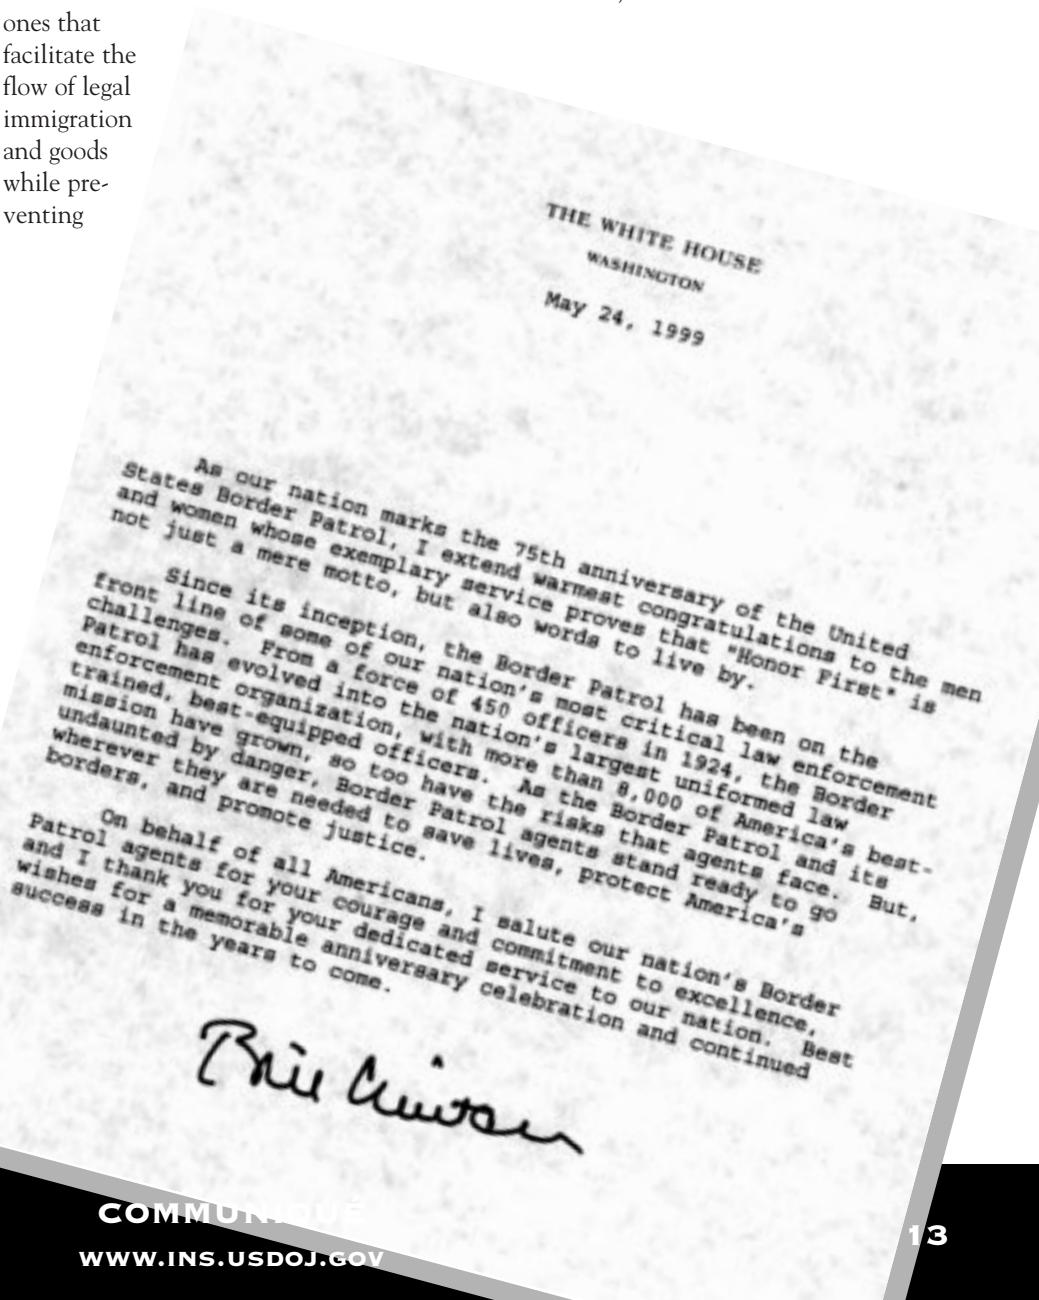 ones that
facilitate the
flow of legal
immigration
and goods
while pre-
venting
THE WHITE HOUSE
WASHINGTON
May 24, 1999
As our nation marks the 75th anniversary of the United
States Border Patrol, I extend warmest congratulations to the men
and women whose exemplary service proves that "Honor First" is
not just a mere motto, but also words to live by.
Since its inception, the Border Patrol has been on the
front line of some of our nation's most critical law enforcement
challenges. From a force of 450 officers in 1924, the Border
Patrol has evolved into the nation's largest uniformed law
enforcement organization, with more than 8,000 of America's best-
trained, best-equipped officers. As the Border Patrol and its
mission have grown, so too have the risks that agents face. But,
undaunted by danger, Border Patrol agents stand ready to go
wherever they are needed to save lives, protect America's
borders, and promote justice.
On behalf of all Americans, I salute our nation's Border
Patrol agents for your courage and commitment to excellence,
and I thank you for your dedicated service to our nation. Best
wishes for a memorable anniversary celebration and continued
success in the years to come.
Bill Clinton
COMMUNIQUÉ
WWW.INS.USDOJ.GOV
13